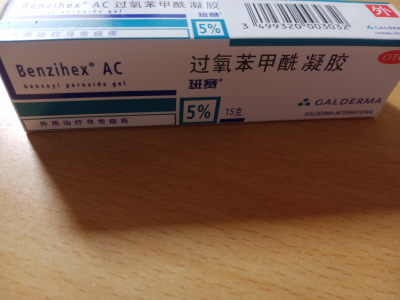 Benzihex® AC 过氧苯甲酰凝胶
5%
3 499320 003032
外
Benzihex® AC
benzoyl peroxide gel
过氧苯甲酰凝胶
班赛®
OTC
5% 15克
GALDERMA
GALDERMA INTERNATIONAL
外用治疗寻常痤疮